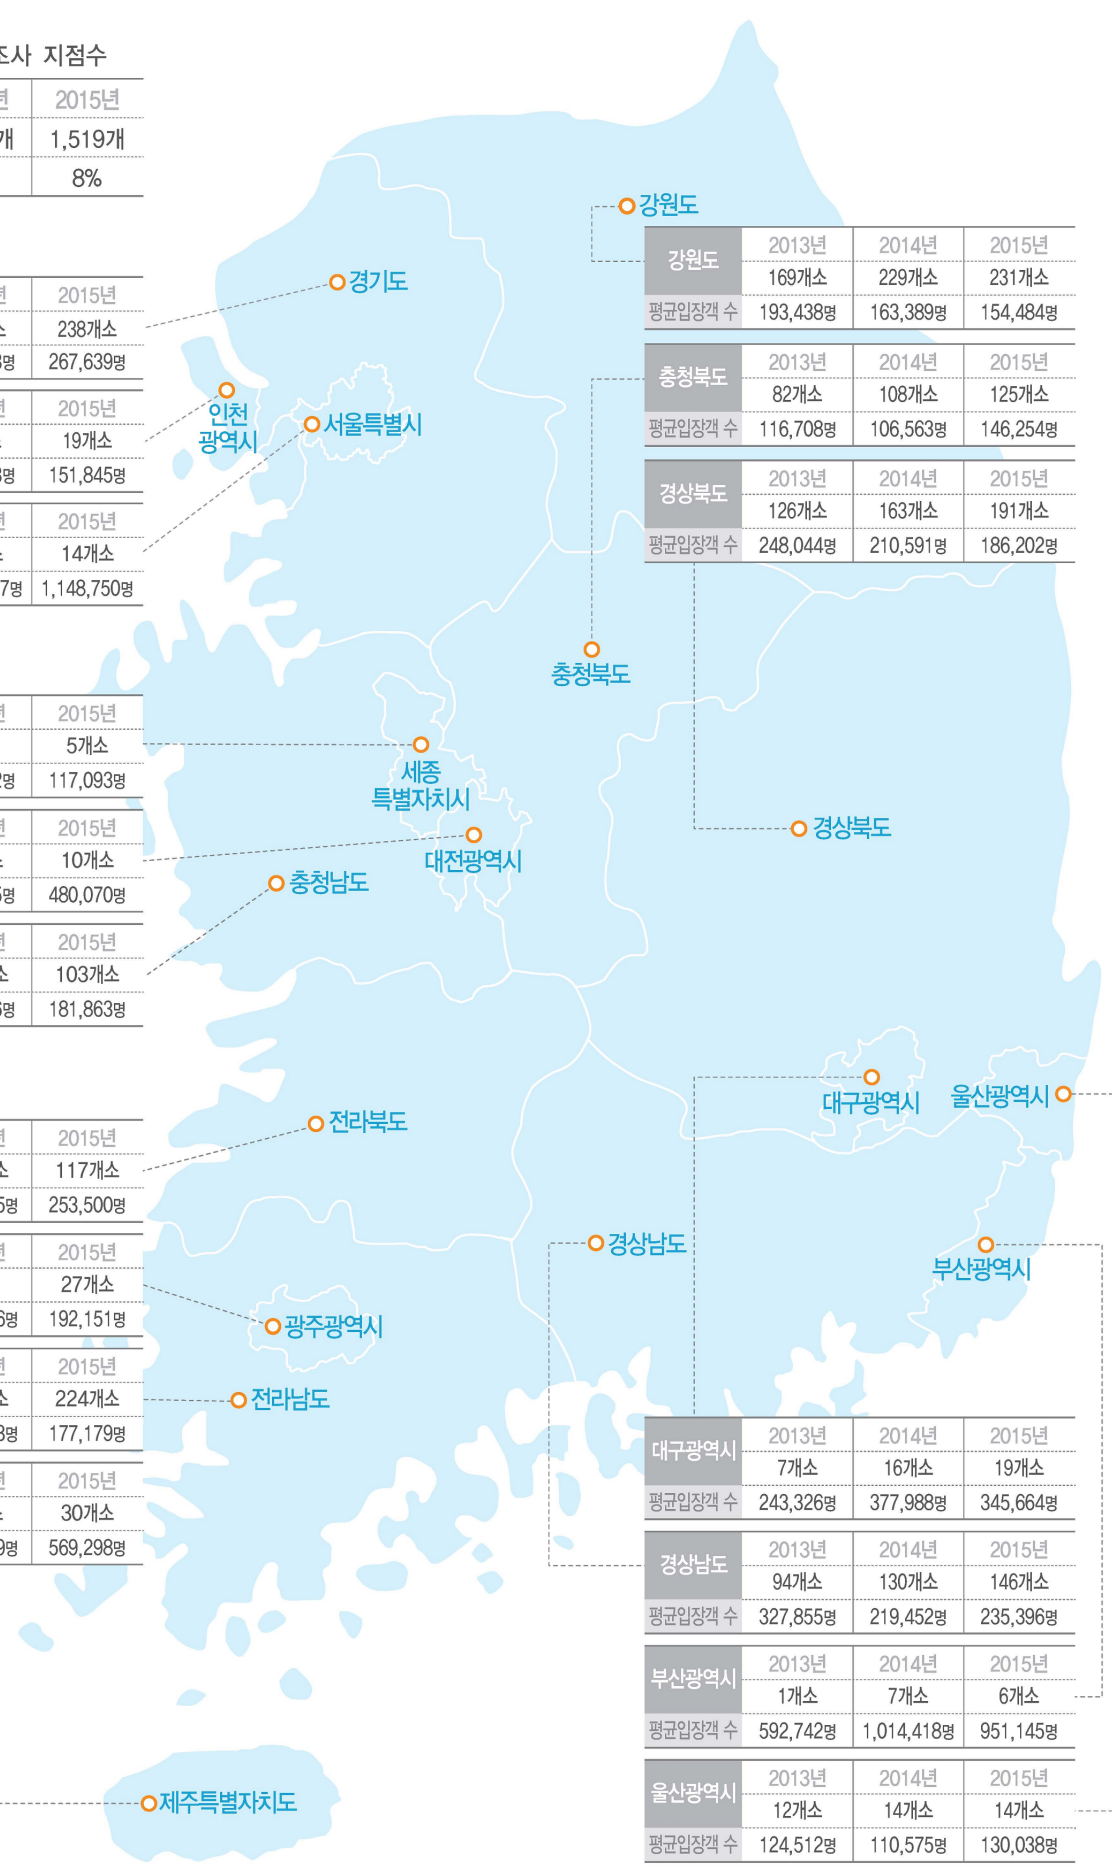 조사 지점수
년 2015년
개 1,519개
8%
년 2015년
소 238개소
명 267,639명
년 2015년
19개소
명 151,845명
년 2015년
14개소
7명 1,148,750명
년 2015년
5개소
명 117,093명
년 2015년
10개소
명 480,070명
년 2015년
소 103개소
명 181,863명
년 2015년
소 117개소
명 253,500명
년 2015년
27개소
명 192,151명
년 2015년
소 224개소
명 177,179명
년 2015년
30개소
명 569,298명
강원도
경기도
인천
광역시
서울특별시
충청북도
세종
특별자치시
대전광역시
충청남도
경상북도
대구광역시
울산광역시
전라북도
경상남도
부산광역시
광주광역시
전라남도
제주특별자치도
강원도 2013년 2014년 2015년
169개소 229개소 231개소
평균입장객 수 193,438명 163,389명 154,484명
충청북도 2013년 2014년 2015년
82개소 108개소 125개소
평균입장객 수 116,708명 106,563명 146,254명
경상북도 2013년 2014년 2015년
126개소 163개소 191개소
평균입장객 수 248,044명 210,591명 186,202명
대구광역시 2013년 2014년 2015년
7개소 16개소 19개소
평균입장객 수 243,326명 377,988명 345,664명
경상남도 2013년 2014년 2015년
94개소 130개소 146개소
평균입장객 수 327,855명 219,452명 235,396명
부산광역시 2013년 2014년 2015년
1개소 7개소 6개소
평균입장객 수 592,742명 1,014,418명 951,145명
울산광역시 2013년 2014년 2015년
12개소 14개소 14개소
평균입장객 수 124,512명 110,575명 130,038명